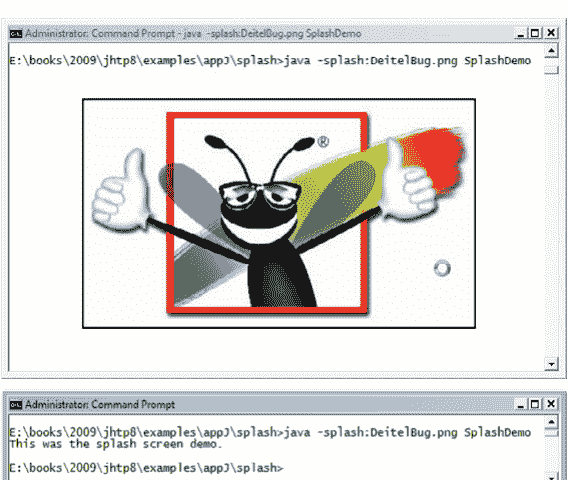 Administrator: Command Prompt - java -splash:DeitelBug.png SplashDemo
E:\books\2009\jhtp8\examples\appJ\splash>java -splash:DeitelBug.png SplashDemo
®
Administrator: Command Prompt
E:\books\2009\jhtp8\examples\appJ\splash>java -splash:DeitelBug.png SplashDemo
This was the splash screen demo.
E:\books\2009\jhtp8\examples\appJ\splash>